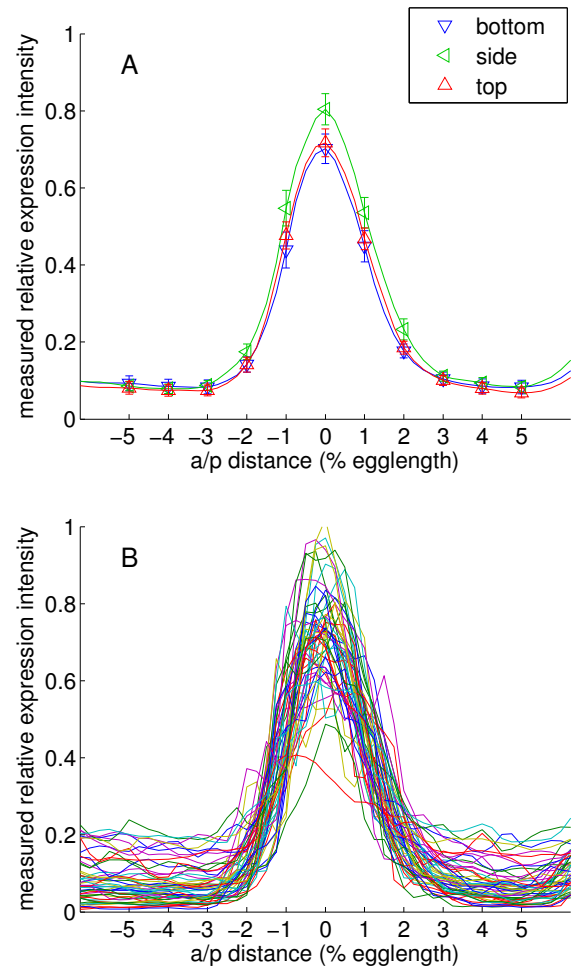 bottom
side
top
A
measured relative expression intensity
1
0.8
0.6
0.4
0.2
0
−5 −4 −3 −2 −1 0 1 2 3 4 5
a/p distance (% egglength)
B
measured relative expression intensity
1
0.8
0.6
0.4
0.2
0
−5 −4 −3 −2 −1 0 1 2 3 4 5
a/p distance (% egglength)